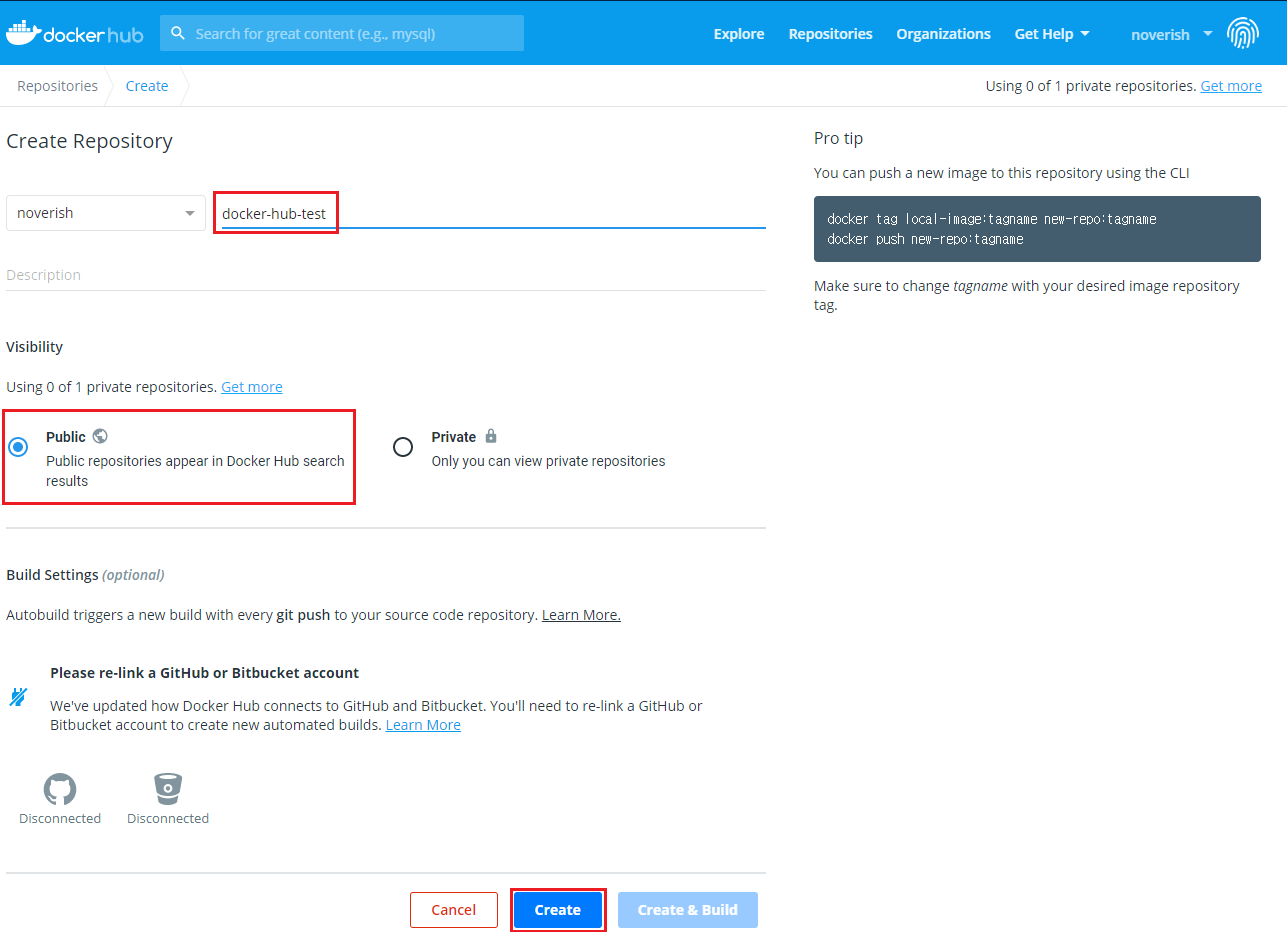 docker hub
Search for great content (e.g., mysql)
Explore
Repositories
Organizations
Get Help
noverish
Repositories
Create
Using 0 of 1 private repositories. Get more
Create Repository
noverish
docker-hub-test
Description
Visibility
Using 0 of 1 private repositories. Get more
Public
Public repositories appear in Docker Hub search
results
Private
Only you can view private repositories
Build Settings (optional)
Autobuild triggers a new build with every git push to your source code repository. Learn More.
Please re-link a GitHub or Bitbucket account
We've updated how Docker Hub connects to GitHub and Bitbucket. You'll need to re-link a GitHub or
Bitbucket account to create new automated builds. Learn More
Disconnected
Disconnected
Cancel
Create
Create & Build
Pro tip
You can push a new image to this repository using the CLI
docker tag local-image:tagname new-repo:tagname
docker push new-repo:tagname
Make sure to change tagname with your desired image repository
tag.